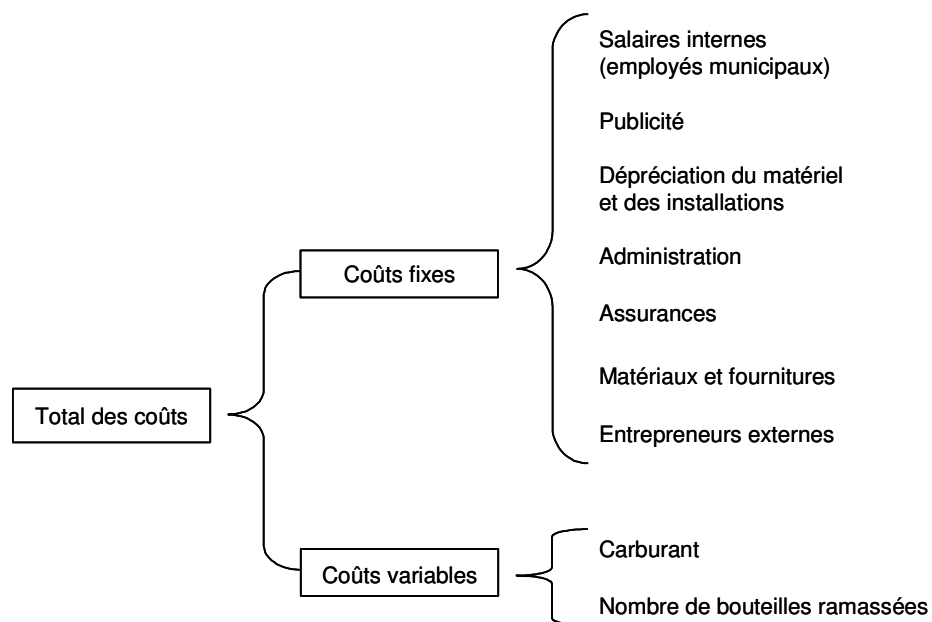 Salaires internes
(employés municipaux)
Publicité
Dépréciation du matériel
et des installations
Administration
Coûts fixes
Assurances
Matériaux et fournitures
Total des coûts
Entrepreneurs externes
Carburant
Coûts variables
Nombre de bouteilles ramassées